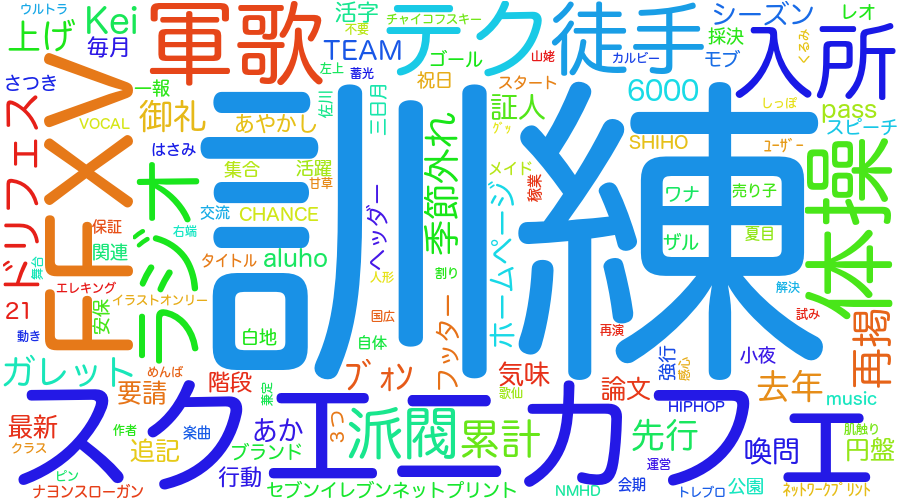 ウルトラ
Kei
上げ
毎月
軍歌
活字
チャイコフスキー
不要
TEAM
テク
ゴール
徒手
山姥
カルビー
シーズン
採決
モブ
レオ
くるみ
入所
さつき
左上
蓄光
祝日
スタート
6000
しっぽ
pass
スピーチ
一報
御礼
VOCAL
あやかし
佐川
三日月
証人
グッ
SHIHO
ユーザー
FFXV
ドリフェス
はさみ
集合
活躍
甘草
メイド
稼業
訓練
ワナ
売り子
ザル
夏目
体操
保証
関連
ラジオ
交流
右端
CHANCE
ヘッダー
季節外れ
ホームページ
タイトル
aluho
舞台
エレキング
人形
割り
解決
21
安保
イラストオンリー
国広
試み
動き
白地
自体
フッター
再演
再掲
ガレット
めんぱ
階段
ブォン
気味
強行
感心
小夜
要請
兼定
歌仙
論文
去年
music
HIPHOP
スクエニカフェ
最新
クラス
作者
追記
楽曲
あか
ブランド
3つ
派閥
累計
先行
喚問
肌触り
円盤
ピン
行動
運営
ナヨンスローガン
セブンイレブンネットプリント
NMHD
会期
トレブロ
公園
ネットワークプリント